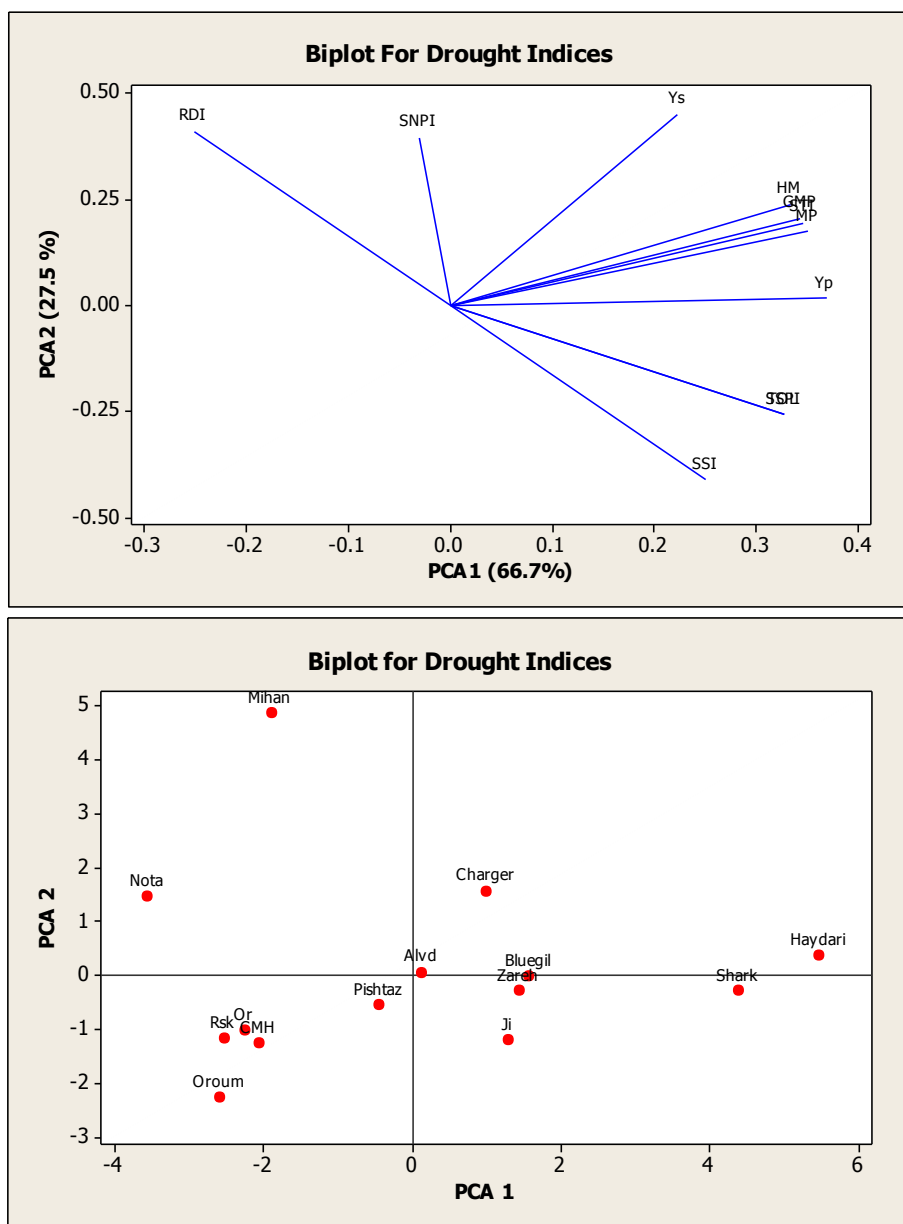 Biplot For Drought Indices
PCA2 (27.5 %)
0.50
0.25
0.00
-0.25
-0.50
RDI
SNPI
Ys
HM
GMP
STI
MP
Yp
TOL
SSPI
SSI
-0.3
-0.2
-0.1
0.0
0.1
0.2
0.3
0.4
PCA1 (66.7%)
Biplot for Drought Indices
PCA 2
5
4
3
2
1
0
-1
-2
-3
Mihan
Nota
Charger
Haydari
Alvd
Bluegil
Zareh
Shark
Pishtaz
Or
Rsk
CMH
Ji
Oroum
-4
-2
0
2
4
6
PCA 1